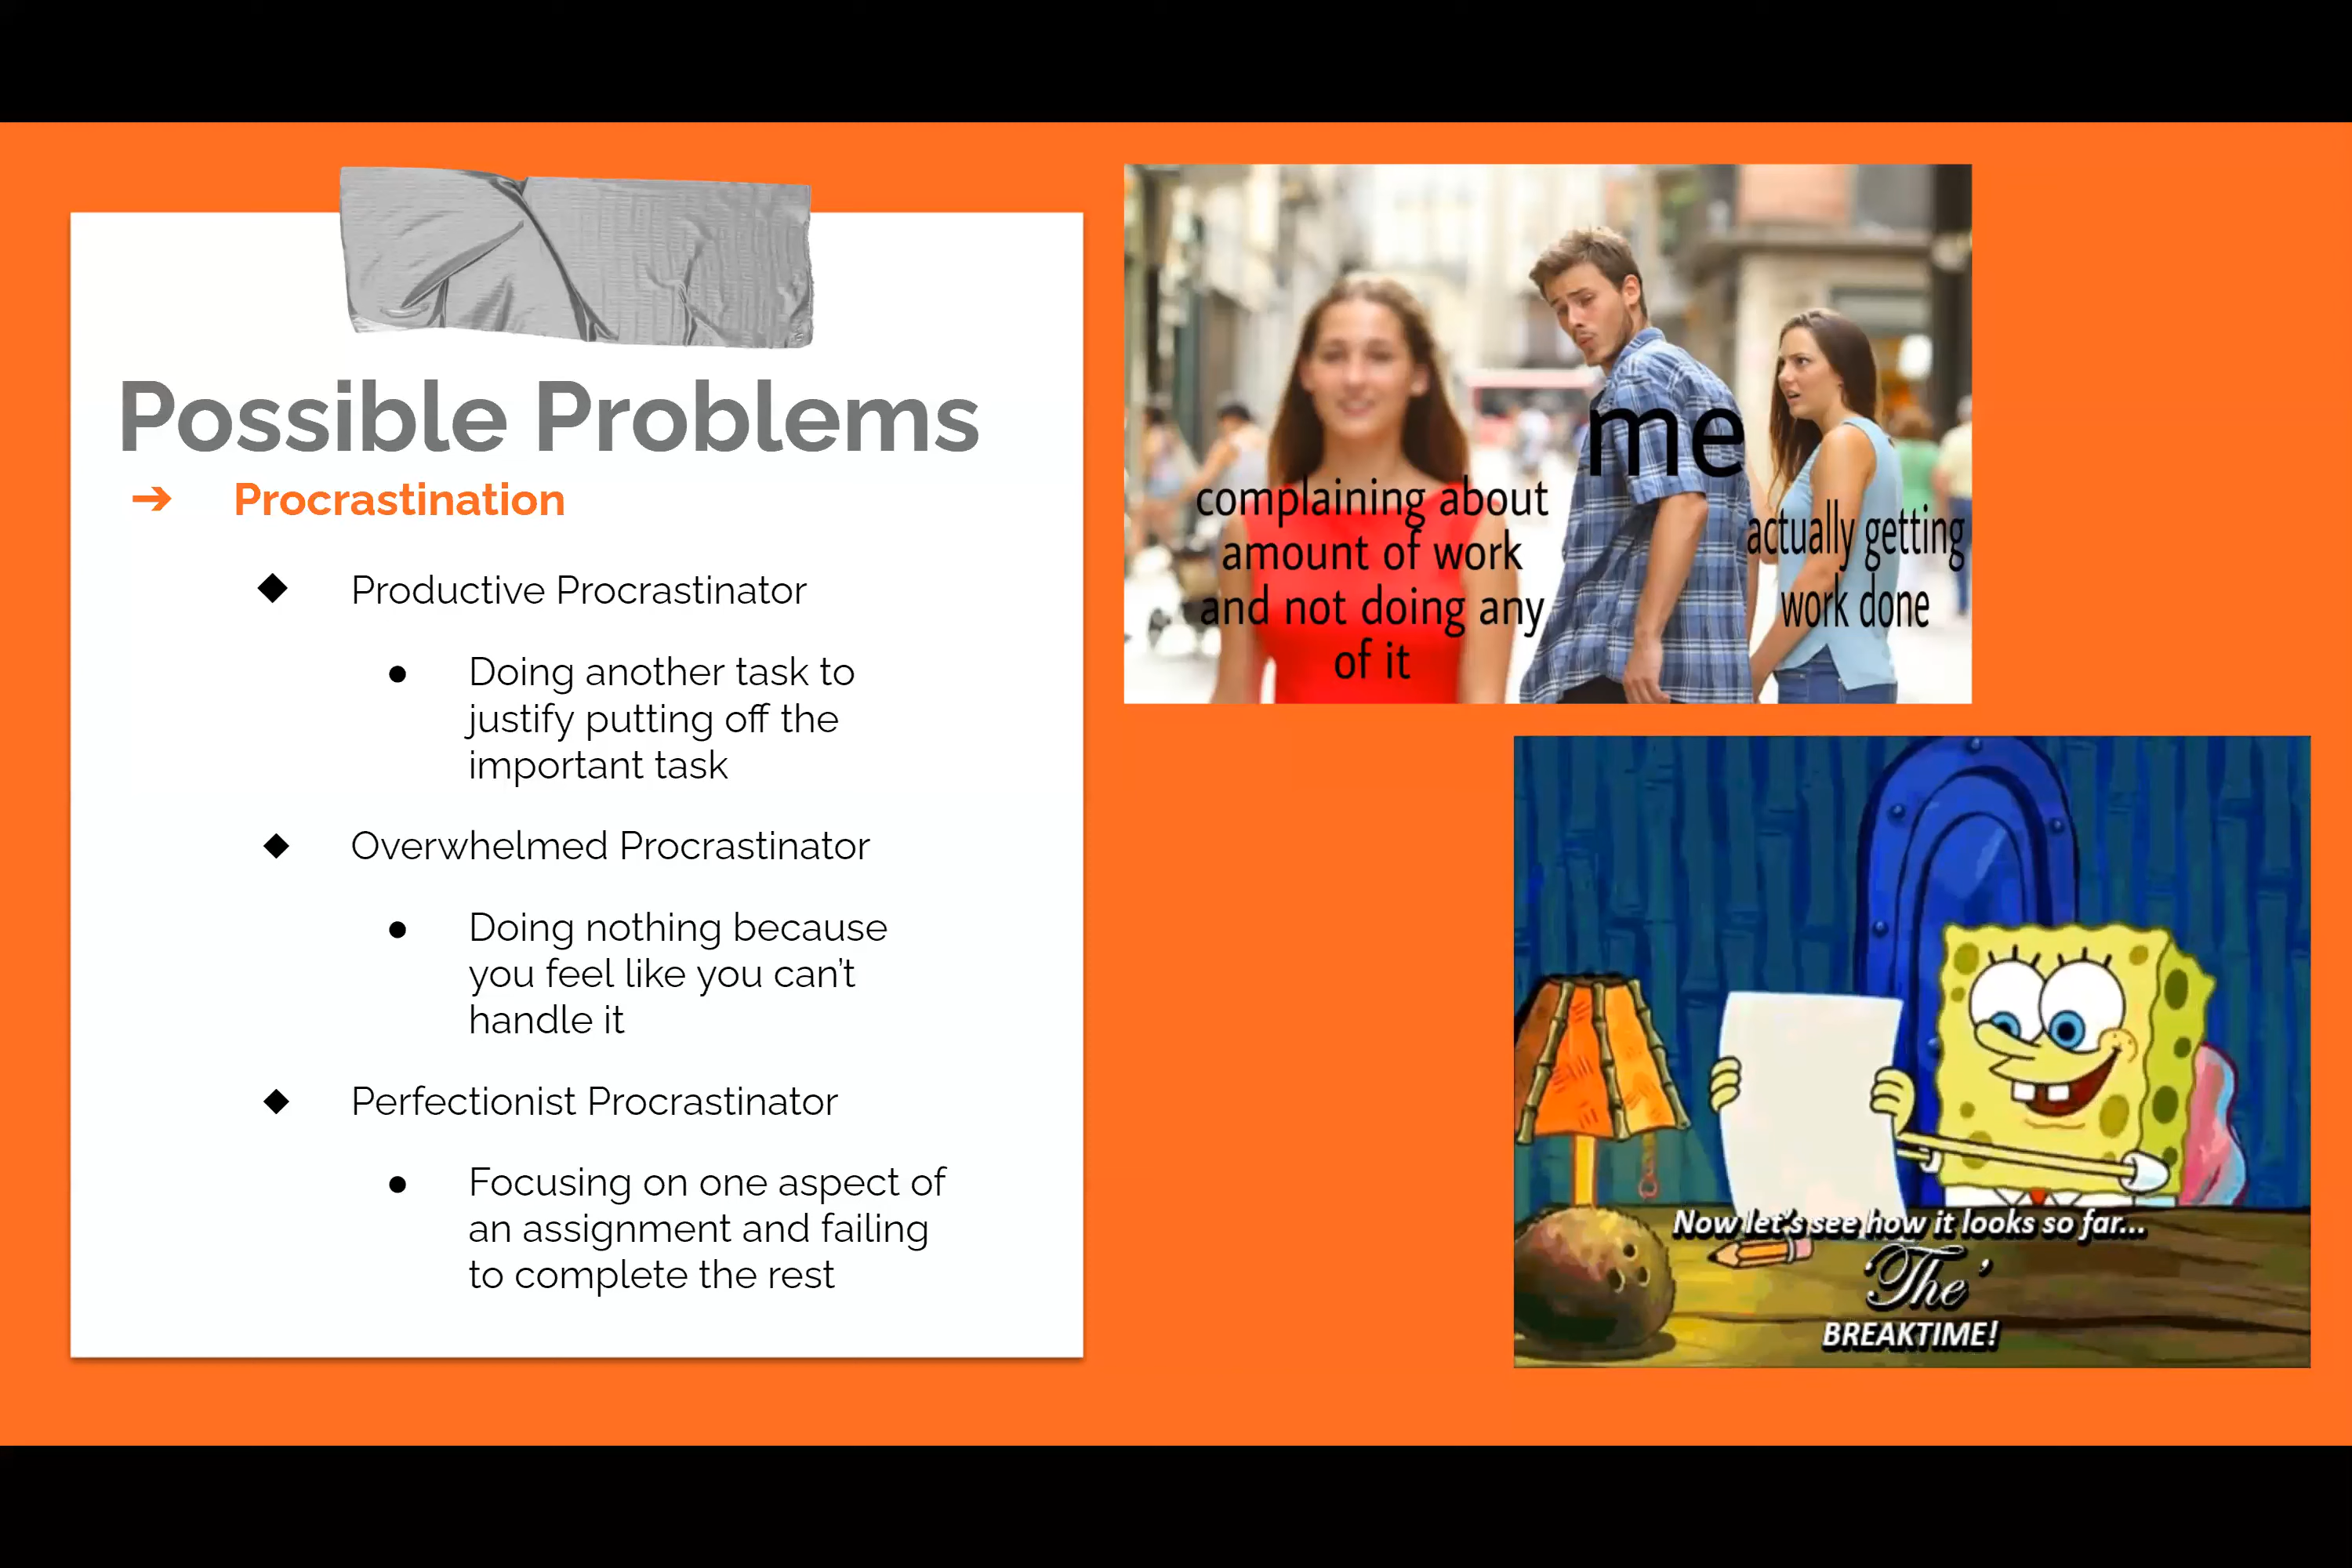 Possible Problems
➔ Procrastination
◆ Productive Procrastinator
● Doing another task to
justify putting off the
important task
◆ Overwhelmed Procrastinator
● Doing nothing because
you feel like you can't
handle it
◆ Perfectionist Procrastinator
● Focusing on one aspect of
an assignment and failing
to complete the rest
me
complaining about
amount of work
and not doing any
of it
actually getting
work done
Now let's see how it looks so far...
'The'
BREAKTIME!